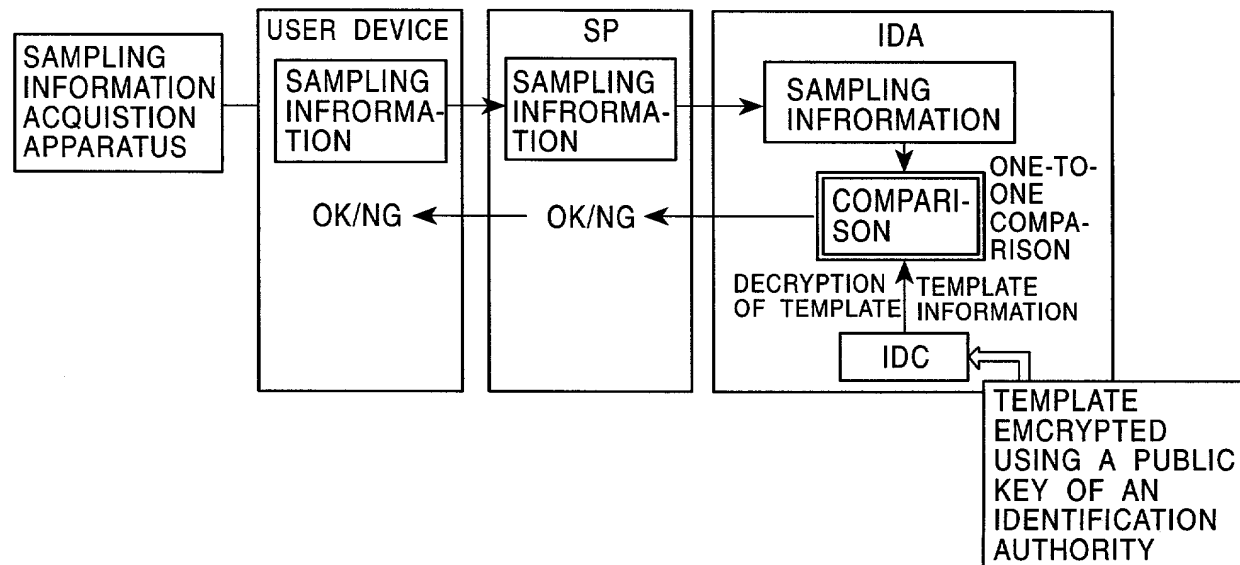 SAMPLING
INFORMATION
ACQUISTION
APPARATUS
USER DEVICE
SAMPLING
INFRORMA-
TION
OK/NG
SP
SAMPLING
INFRORMA-
TION
OK/NG
IDA
SAMPLING
INFRORMATION
COMPARI-
SON
ONE-TO-
ONE
COMPA-
RISON
DECRYPTION
OF TEMPLATE
TEMPLATE
INFORMATION
IDC
TEMPLATE
EMCRYPTED
USING A PUBLIC
KEY OF AN
IDENTIFICATION
AUTHORITY